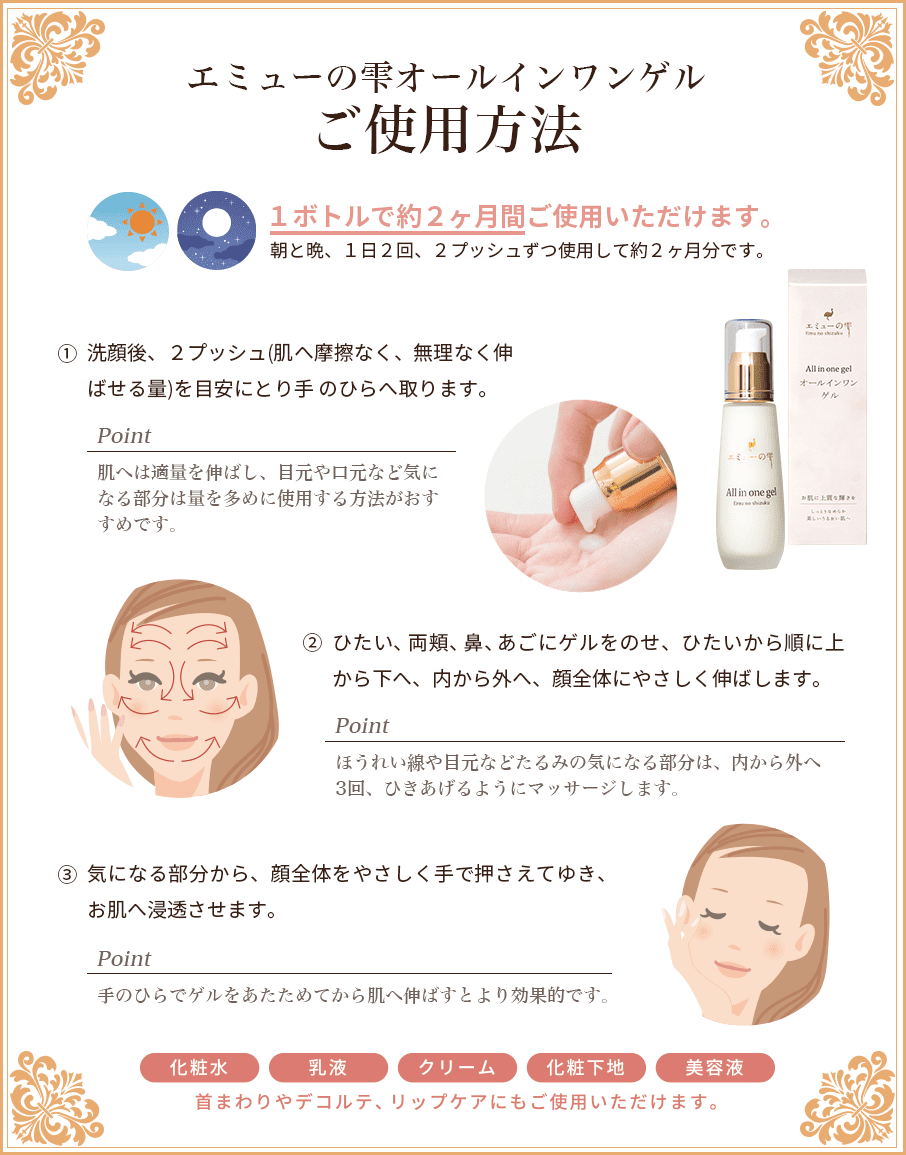 エミューの雫オールインワンゲル
ご使用方法
１ボトルで約２ヶ月間ご使用いただけます。
朝と晩、１日２回、２プッシュずつ使用して約２ヶ月分です。
エミューの雫
Emu no shizuku
All in one gel
オールインワン
ゲル
お肌に上質な輝きを
しっとりなめらか
美しいうるおい肌へ
エミューの雫
All in one gel
Emu no shizuku
① 洗顔後、２プッシュ(肌へ摩擦なく、無理なく伸
ばせる量)を目安にとり手 のひらへ取ります。
Point
肌へは適量を伸ばし、目元や口元など気に
なる部分は量を多めに使用する方法がおす
すめです。
② ひたい、両頬、鼻、あごにゲルをのせ、ひたいから順に上
から下へ、内から外へ、顔全体にやさしく伸ばします。
Point
ほうれい線や目元などたるみの気になる部分は、内から外へ
3回、ひきあげるようにマッサージします。
③ 気になる部分から、顔全体をやさしく手で押さえてゆき、
お肌へ浸透させます。
Point
手のひらでゲルをあたためてから肌へ伸ばすとより効果的です。
化粧水 乳液 クリーム 化粧下地 美容液
首まわりやデコルテ、リップケアにもご使用いただけます。